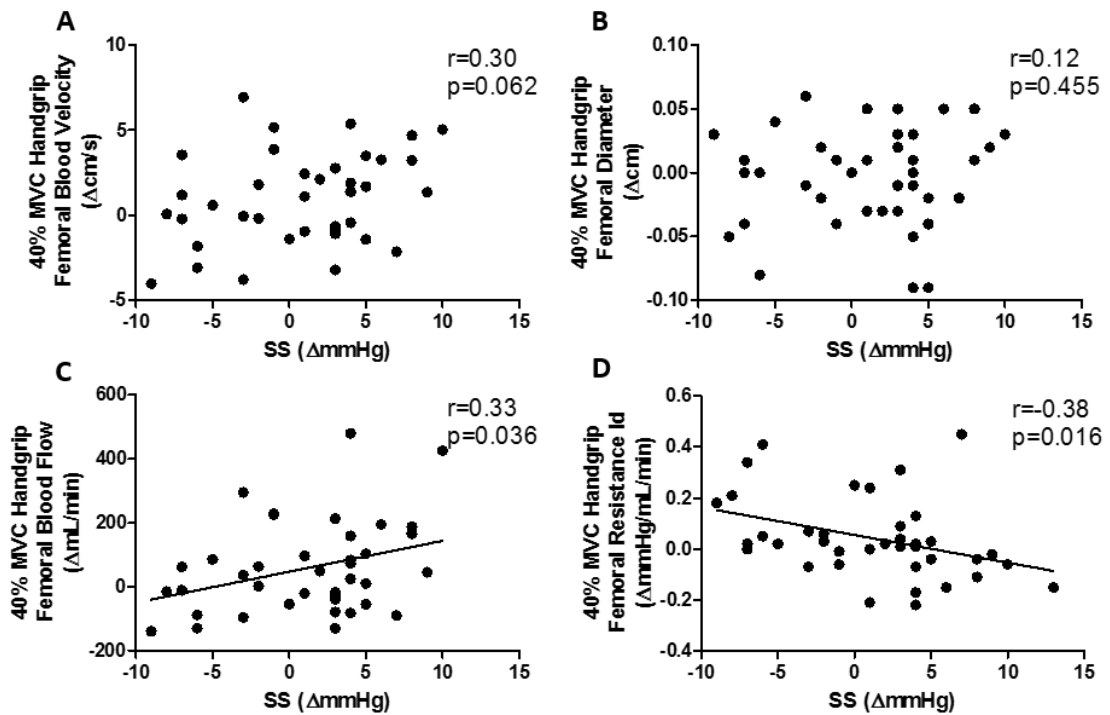 A
40% MVC Handgrip
Femoral Blood Velocity
(Δcm/s)
10
5
0
-5
-10 -5 0 5 10 15
SS (ΔmmHg)
r=0.30
p=0.062
B
40% MVC Handgrip
Femoral Diameter
(Δcm)
0.10
0.05
0.00
-0.05
-0.10
-10 -5 0 5 10 15
SS (ΔmmHg)
r=0.12
p=0.455
C
40% MVC Handgrip
Femoral Blood Flow
(ΔmL/min)
600
400
200
0
-200
-10 -5 0 5 10 15
SS (ΔmmHg)
r=0.33
p=0.036
D
40% MVC Handgrip
Femoral Resistance Id
(ΔmmHg/mL/min)
0.6
0.4
0.2
0.0
-0.2
-0.4
-10 -5 0 5 10 15
SS (ΔmmHg)
r=-0.38
p=0.016